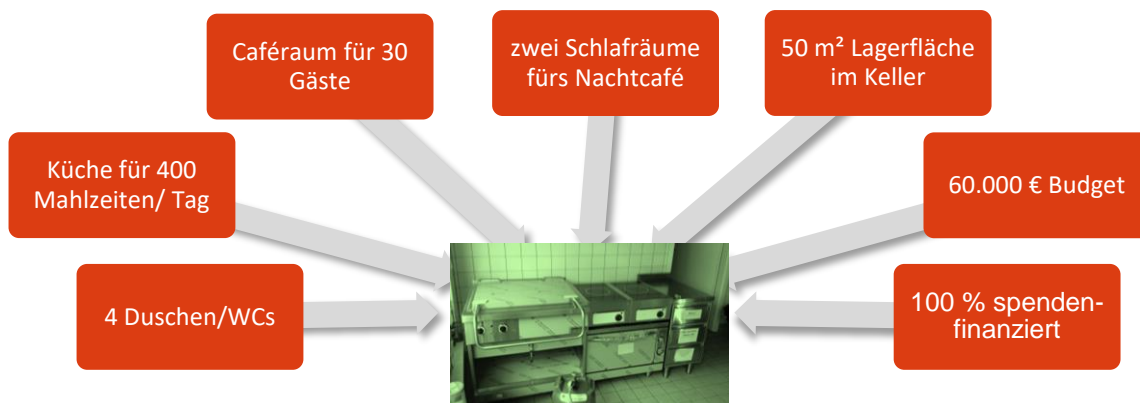 Caféraum für 30
Gäste
zwei Schlafräume
fürs Nachtcafé
50 m² Lagerfläche
im Keller
Küche für 400
Mahlzeiten/ Tag
60.000 € Budget
4 Duschen/WCs
100 % spenden-
finanziert